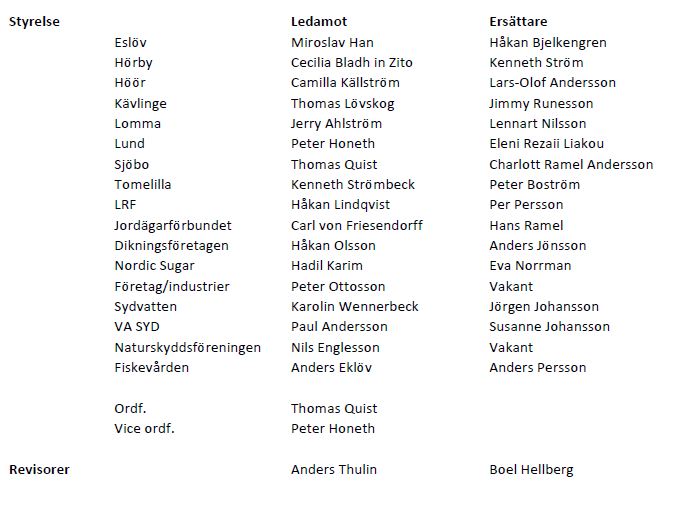 Styrelse Ledamot Ersättare
Eslöv Miroslav Han Håkan Bjelkengren
Hörby Cecilia Bladh in Zito Kenneth Ström
Höör Camilla Källström Lars-Olof Andersson
Kävlinge Thomas Lövskog Jimmy Runesson
Lomma Jerry Ahlström Lennart Nilsson
Lund Peter Honeth Eleni Rezaii Liakou
Sjöbo Thomas Quist Charlott Ramel Andersson
Tomelilla Kenneth Strömbeck Peter Boström
LRF Håkan Lindqvist Per Persson
Jordägarförbundet Carl von Friesendorff Hans Ramel
Dikningsföretagen Håkan Olsson Anders Jönsson
Nordic Sugar Hadil Karim Eva Norrman
Företag/industrier Peter Ottosson Vakant
Sydvatten Karolin Wennerbeck Jörgen Johansson
VA SYD Paul Andersson Susanne Johansson
Naturskyddsföreningen Nils Englesson Vakant
Fiskevården Anders Eklöv Anders Persson
Ordf. Thomas Quist
Vice ordf. Peter Honeth
Revisorer Anders Thulin Boel Hellberg